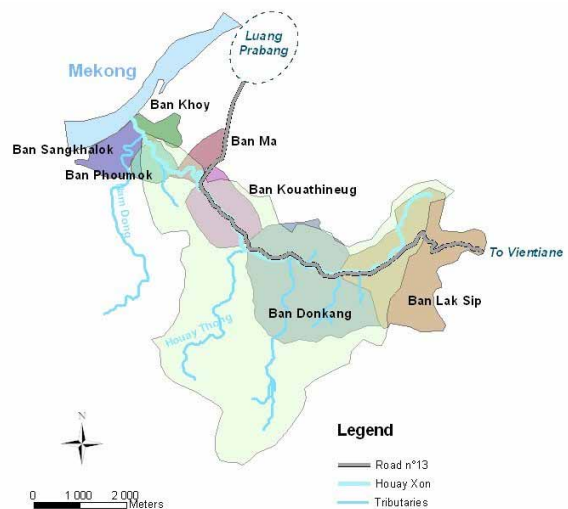 Luang
Prabang
Mekong
Ban Khoy
Ban Ma
Ban Sangkhalok
Ban Phoumok
Ban Kouathineug
Dong
To Vientiane
Ban Lak Sip
Ban Donkang
Houay Thong
N
Legend
Road n°13
Houay Xon
Tributaries
0 1 000 2 000
Meters